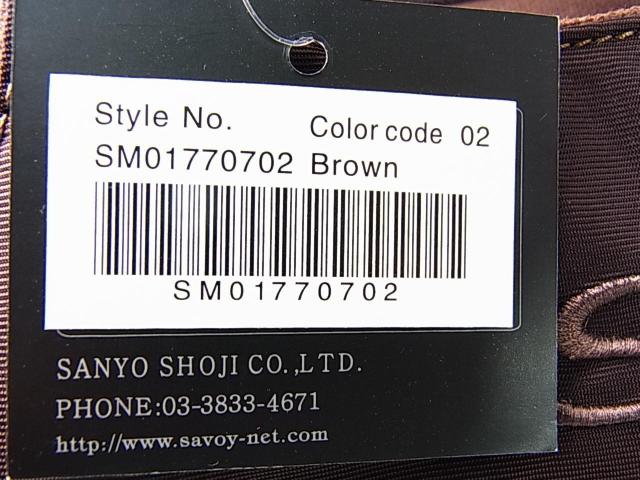 Style No. Color code 02
SM01770702 Brown
SM01770702
SANYO SHOJI CO.,LTD.
PHONE:03-3833-4671
http://www.savoy-net.com